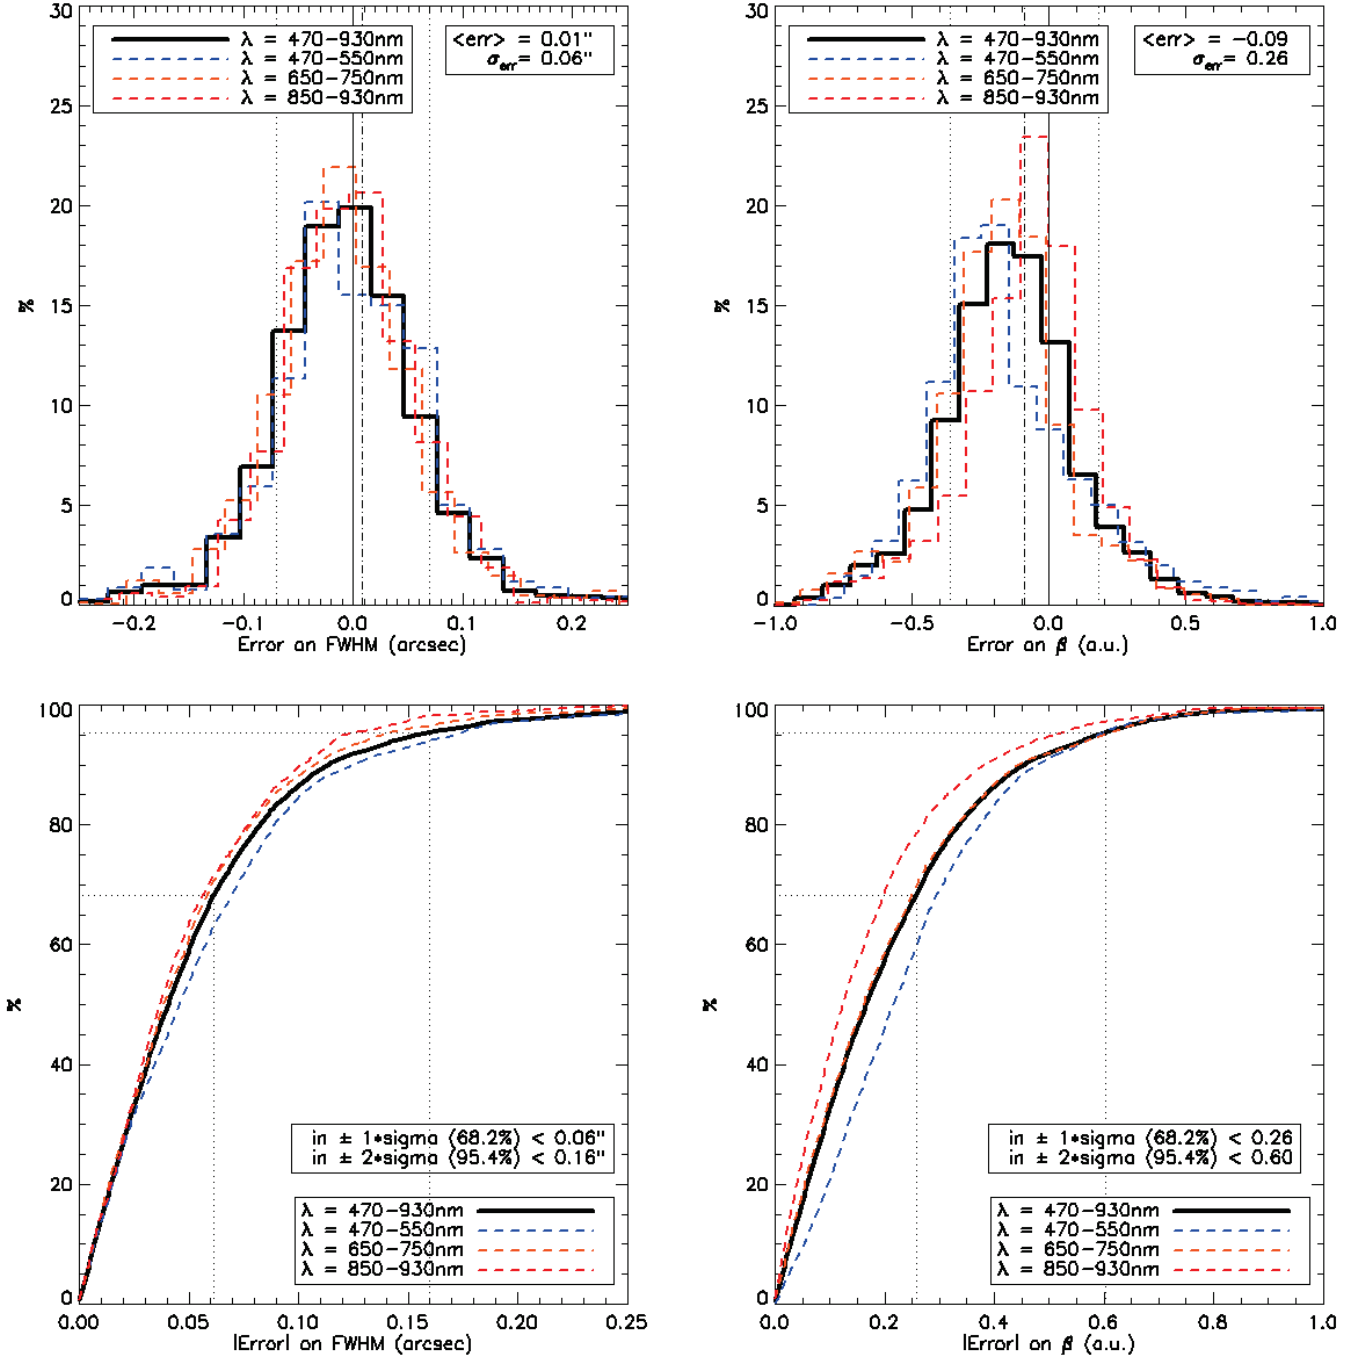 30
25
20
15
10
5
0
%
λ = 470-930nm
λ = 470-550nm
λ = 650-750nm
λ = 850-930nm
<err> = 0.01"
σerr= 0.06"
-0.2 -0.1 0.0 0.1 0.2
Error on FWHM (arcsec)
30
25
20
15
10
5
0
%
λ = 470-930nm
λ = 470-550nm
λ = 650-750nm
λ = 850-930nm
<err> = -0.09
σerr= 0.26
-1.0 -0.5 0.0 0.5 1.0
Error on β (a.u.)
100
80
60
40
20
0
%
in ± 1*sigma (68.2%) < 0.06"
in ± 2*sigma (95.4%) < 0.16"
λ = 470-930nm
λ = 470-550nm
λ = 650-750nm
λ = 850-930nm
0.00 0.05 0.10 0.15 0.20 0.25
|Error| on FWHM (arcsec)
100
80
60
40
20
0
%
in ± 1*sigma (68.2%) < 0.26
in ± 2*sigma (95.4%) < 0.60
λ = 470-930nm
λ = 470-550nm
λ = 650-750nm
λ = 850-930nm
0.0 0.2 0.4 0.6 0.8 1.0
|Error| on β (a.u.)